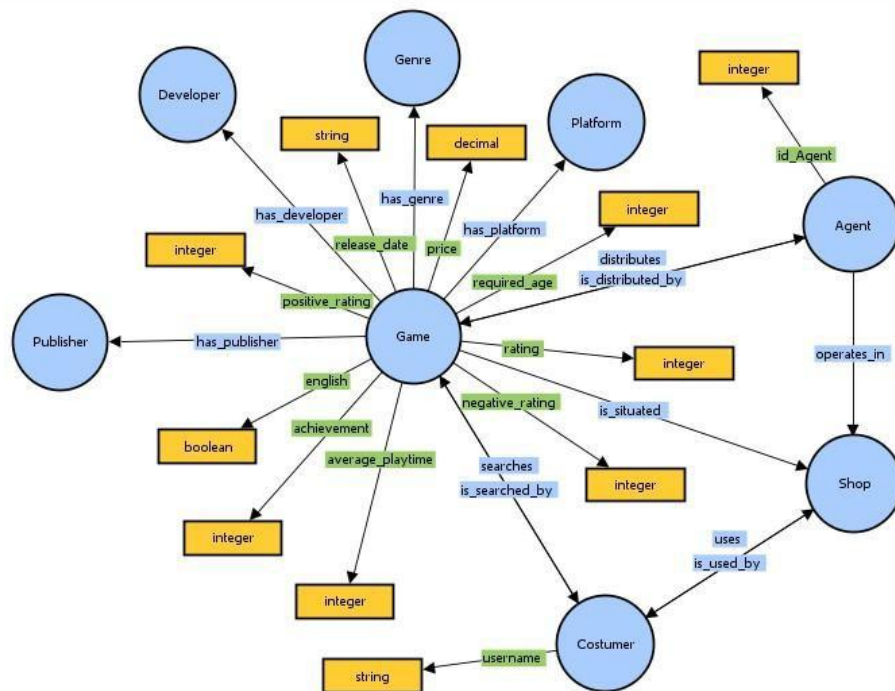 Genre
integer
Developer
string
decimal
Platform
id_Agent
has_developer
has_genre
has_platform
integer
Agent
release_date
price
integer
distributes
is_distributed_by
required_age
positive_rating
Publisher
has_publisher
Game
rating
operates_in
integer
english
negative_rating
is_situated
achievement
boolean
average_playtime
searches
is_searched_by
integer
Shop
integer
uses
is_used_by
integer
Costumer
username
string